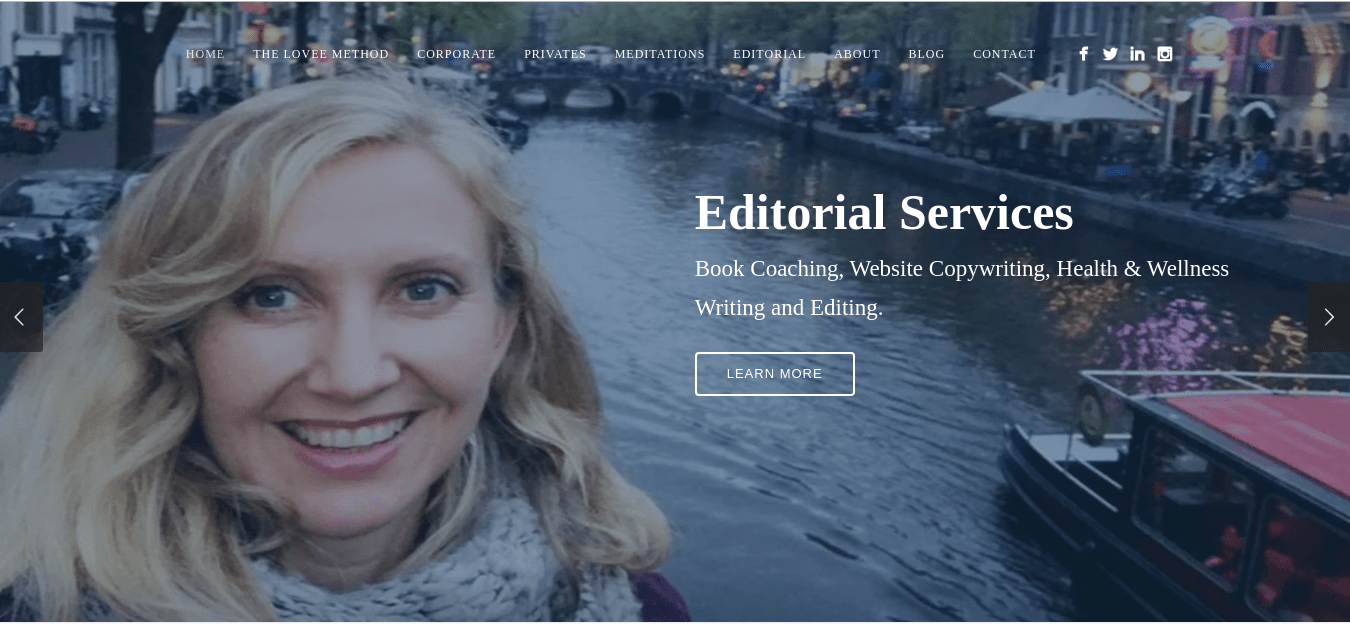 HOME THE LOVEE METHOD CORPORATE PRIVATES MEDITATIONS EDITORIAL ABOUT BLOG CONTACT
Editorial Services
Book Coaching, Website Copywriting, Health & Wellness
Writing and Editing.
LEARN MORE